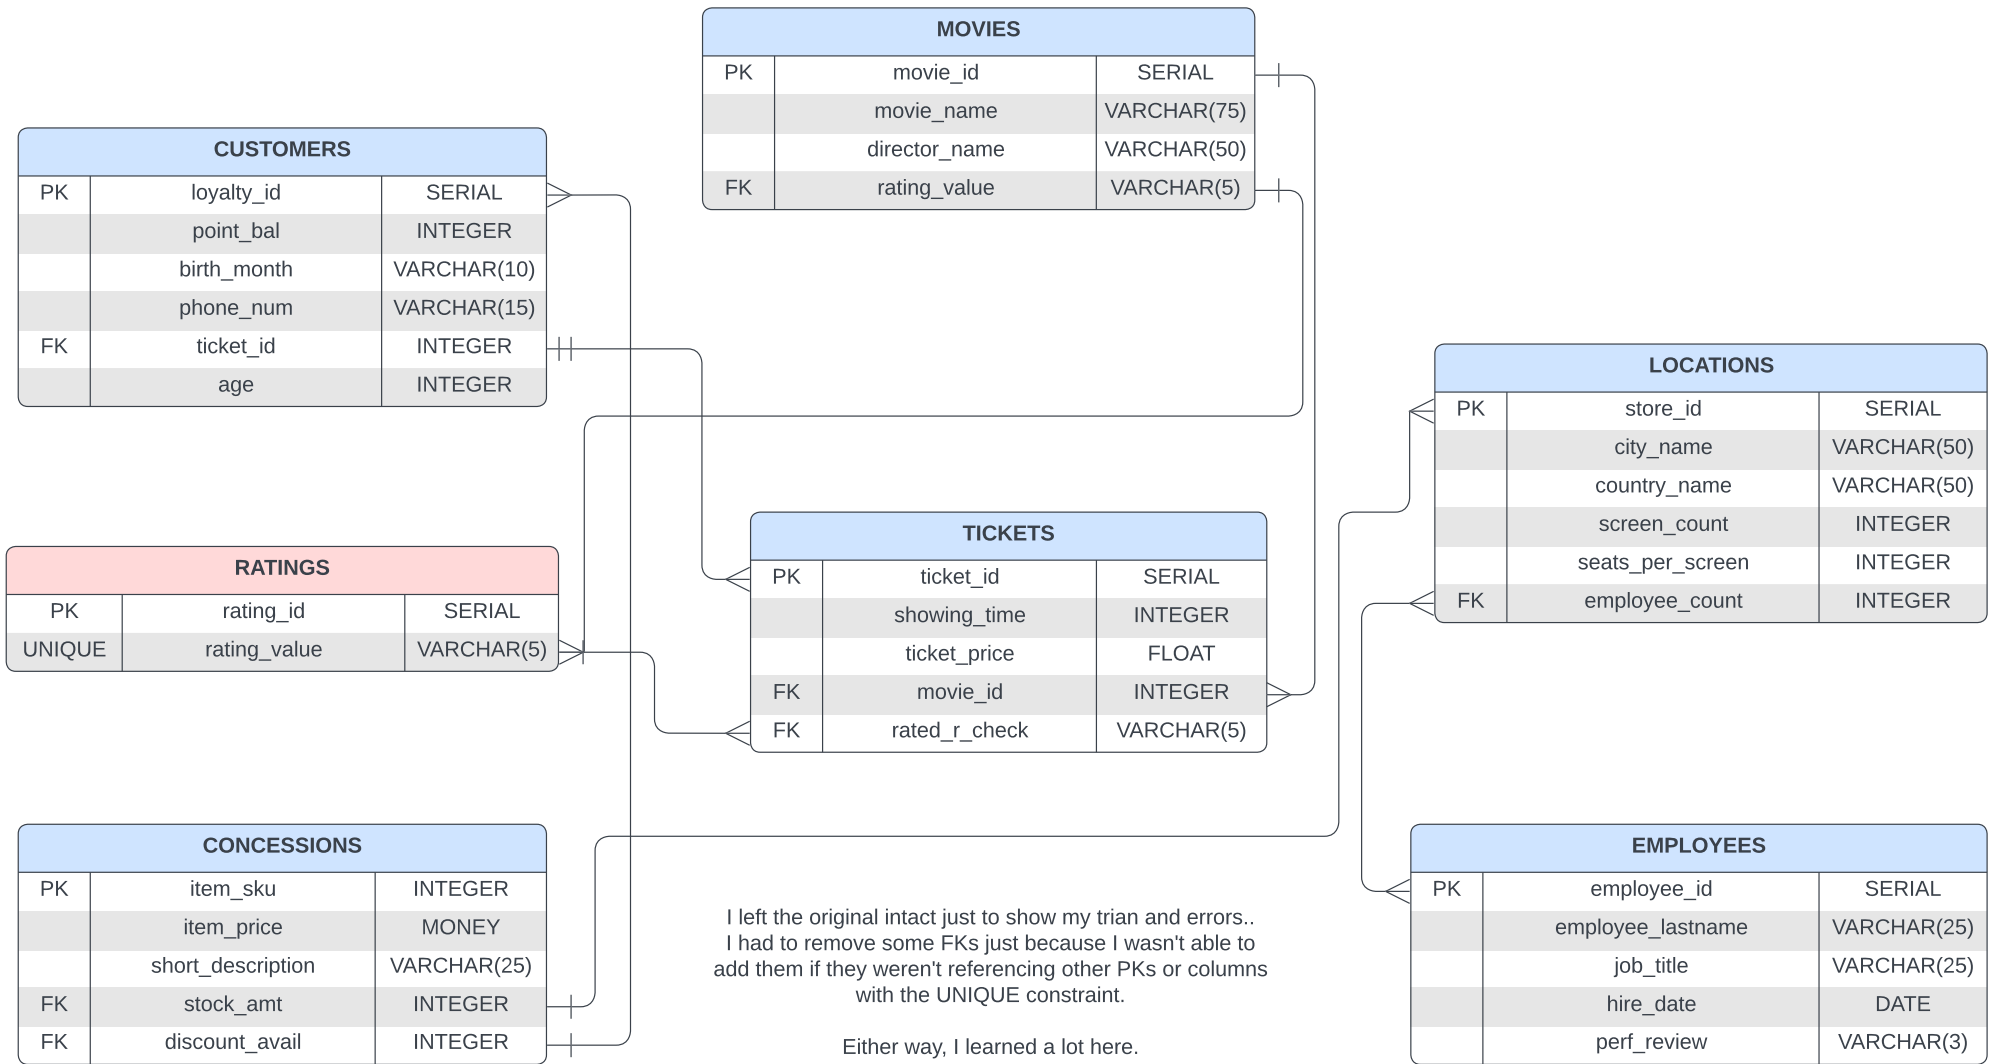 MOVIES
PK movie_id SERIAL
movie_name VARCHAR(75)
director_name VARCHAR(50)
FK rating_value VARCHAR(5)
CUSTOMERS
PK loyalty_id SERIAL
point_bal INTEGER
birth_month VARCHAR(10)
phone_num VARCHAR(15)
FK ticket_id INTEGER
age INTEGER
LOCATIONS
PK store_id SERIAL
city_name VARCHAR(50)
country_name VARCHAR(50)
screen_count INTEGER
seats_per_screen INTEGER
FK employee_count INTEGER
RATINGS
PK rating_id SERIAL
UNIQUE rating_value VARCHAR(5)
TICKETS
PK ticket_id SERIAL
showing_time INTEGER
ticket_price FLOAT
FK movie_id INTEGER
FK rated_r_check VARCHAR(5)
CONCESSIONS
PK item_sku INTEGER
item_price MONEY
short_description VARCHAR(25)
FK stock_amt INTEGER
FK discount_avail INTEGER
I left the original intact just to show my trian and errors..
I had to remove some FKs just because I wasn't able to
add them if they weren't referencing other PKs or columns
with the UNIQUE constraint.
Either way, I learned a lot here.
EMPLOYEES
PK employee_id SERIAL
employee_lastname VARCHAR(25)
job_title VARCHAR(25)
hire_date DATE
perf_review VARCHAR(3)